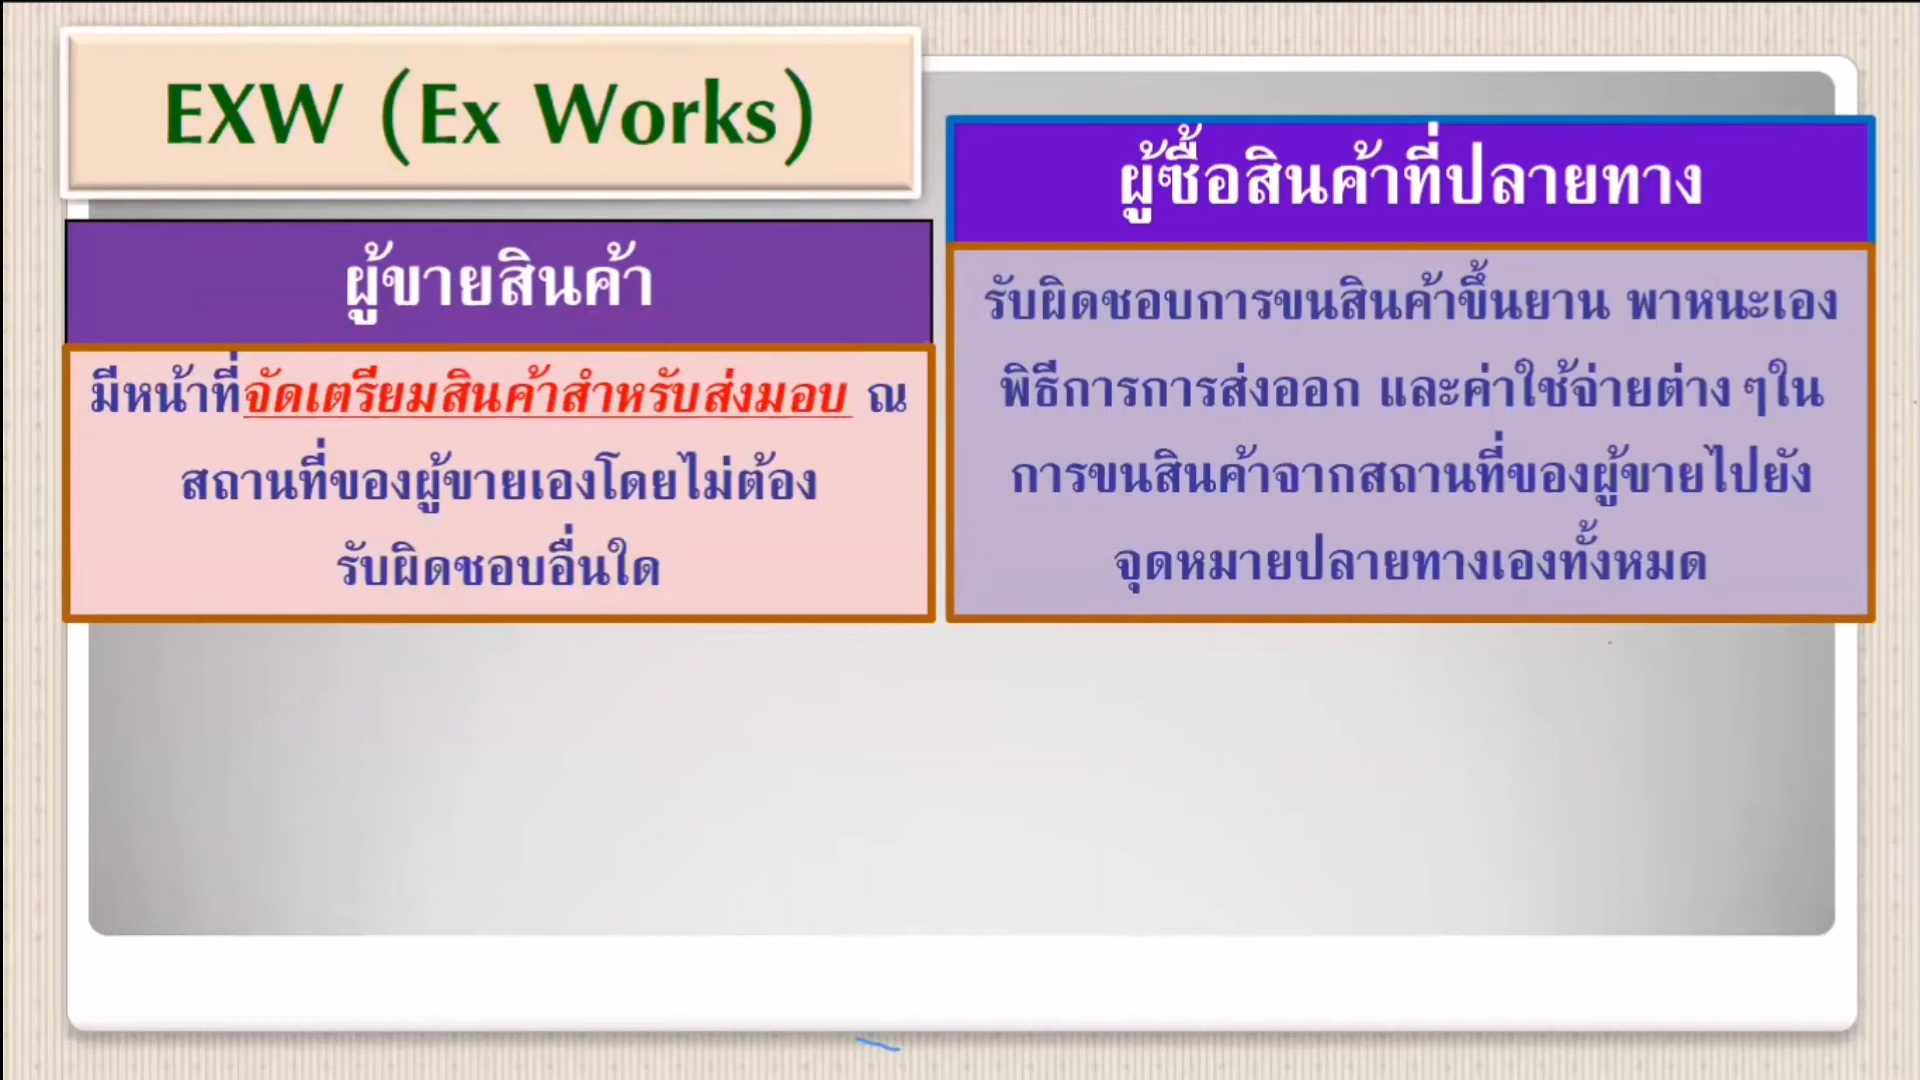 EXW (Ex Works)
ผู้ขายสินค้า
มีหน้าที่จัดเตรียมสินค้าสำหรับส่งมอบ ณ
สถานที่ของผู้ขายเองโดยไม่ต้อง
รับผิดชอบอื่นใด
ผู้ซื้อสินค้าที่ปลายทาง
รับผิดชอบการขนสินค้าขึ้นยาน พาหนะเอง
พิธีการการส่งออก และค่าใช้จ่ายต่าง ๆใน
การขนสินค้าจากสถานที่ของผู้ขายไปยัง
จุดหมายปลายทางเองทั้งหมด